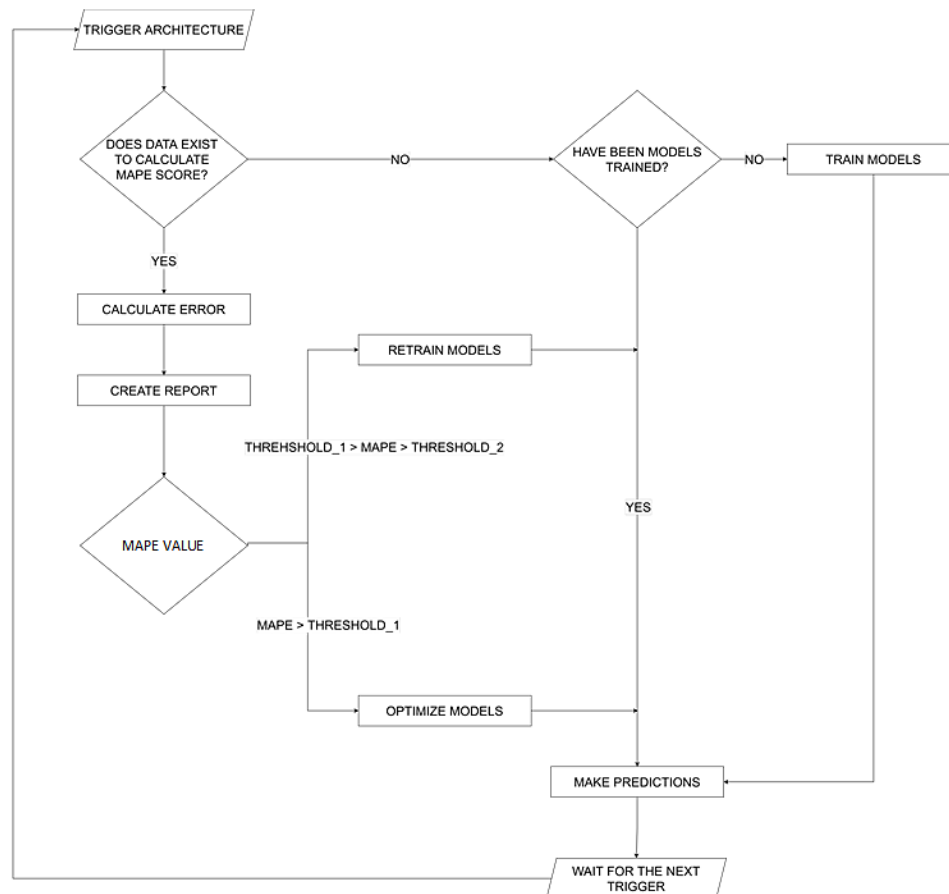 TRIGGER ARCHITECTURE
DOES DATA EXIST
TO CALCULATE
MAPE SCORE?
NO
HAVE BEEN MODELS
TRAINED?
NO
TRAIN MODELS
YES
CALCULATE ERROR
RETRAIN MODELS
CREATE REPORT
THREHSHOLD_1 > MAPE > THRESHOLD_2
YES
MAPE VALUE
MAPE > THRESHOLD_1
OPTIMIZE MODELS
MAKE PREDICTIONS
WAIT FOR THE NEXT
TRIGGER